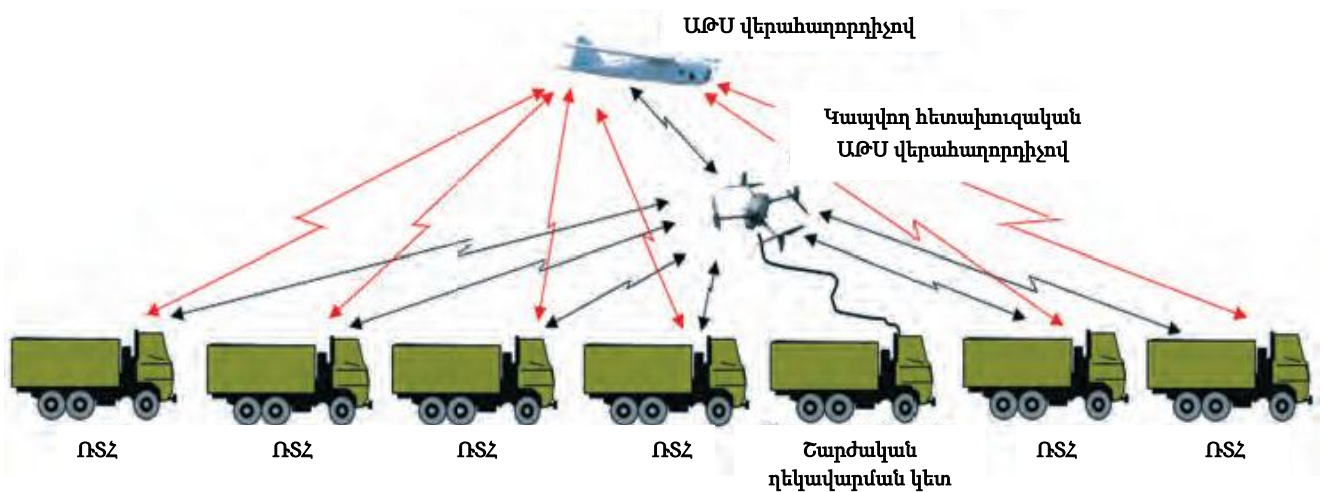 ԱԹՍ վերահաղորդիչով
Կապվող հետախուզական
ԱԹՍ վերահաղորդիչով
ՌՏՀ
ՌՏՀ
ՌՏՀ
ՌՏՀ
Շարժական
ղեկավարման կետ
ՌՏՀ
ՌՏՀ